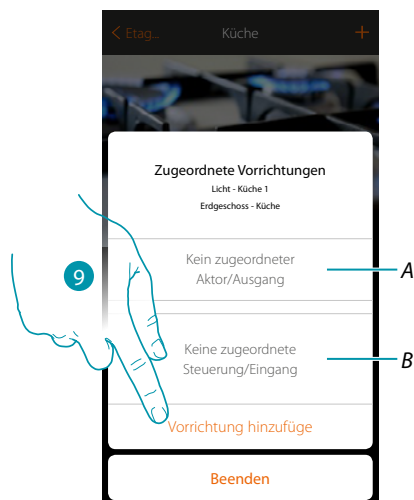 < Etag... Küche +
Zugeordnete Vorrichtungen
Licht - Küche 1
Erdgeschoss - Küche
Kein zugeordneter
Aktor/Ausgang
A
9
Keine zugeordnete
Steuerung/Eingang
B
Vorrichtung hinzufüge
Beenden